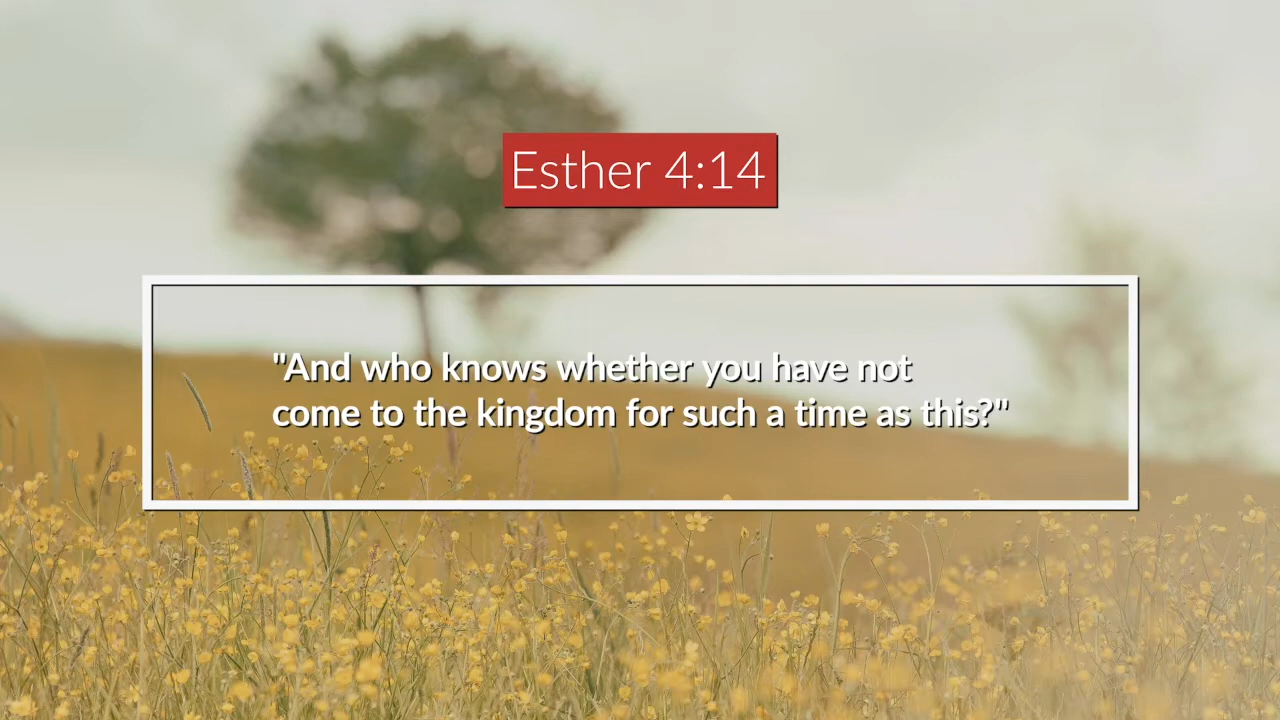 Esther 4:14
"And who knows whether you have not
come to the kingdom for such a time as this?"